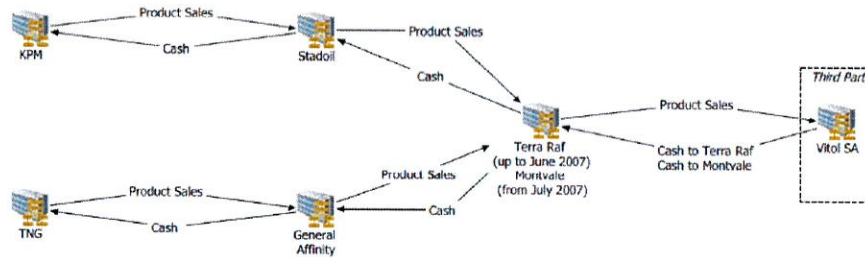 Product Sales
Cash
KPM
Stadoil
Product Sales
Cash
Third Part
Product Sales
Cash to Terra Raf
Cash to Montvale
Vitol SA
Terra Raf
(up to June 2007)
Montvale
(from July 2007)
Product Sales
Cash
Product Sales
Cash
TNG
General
Affinity